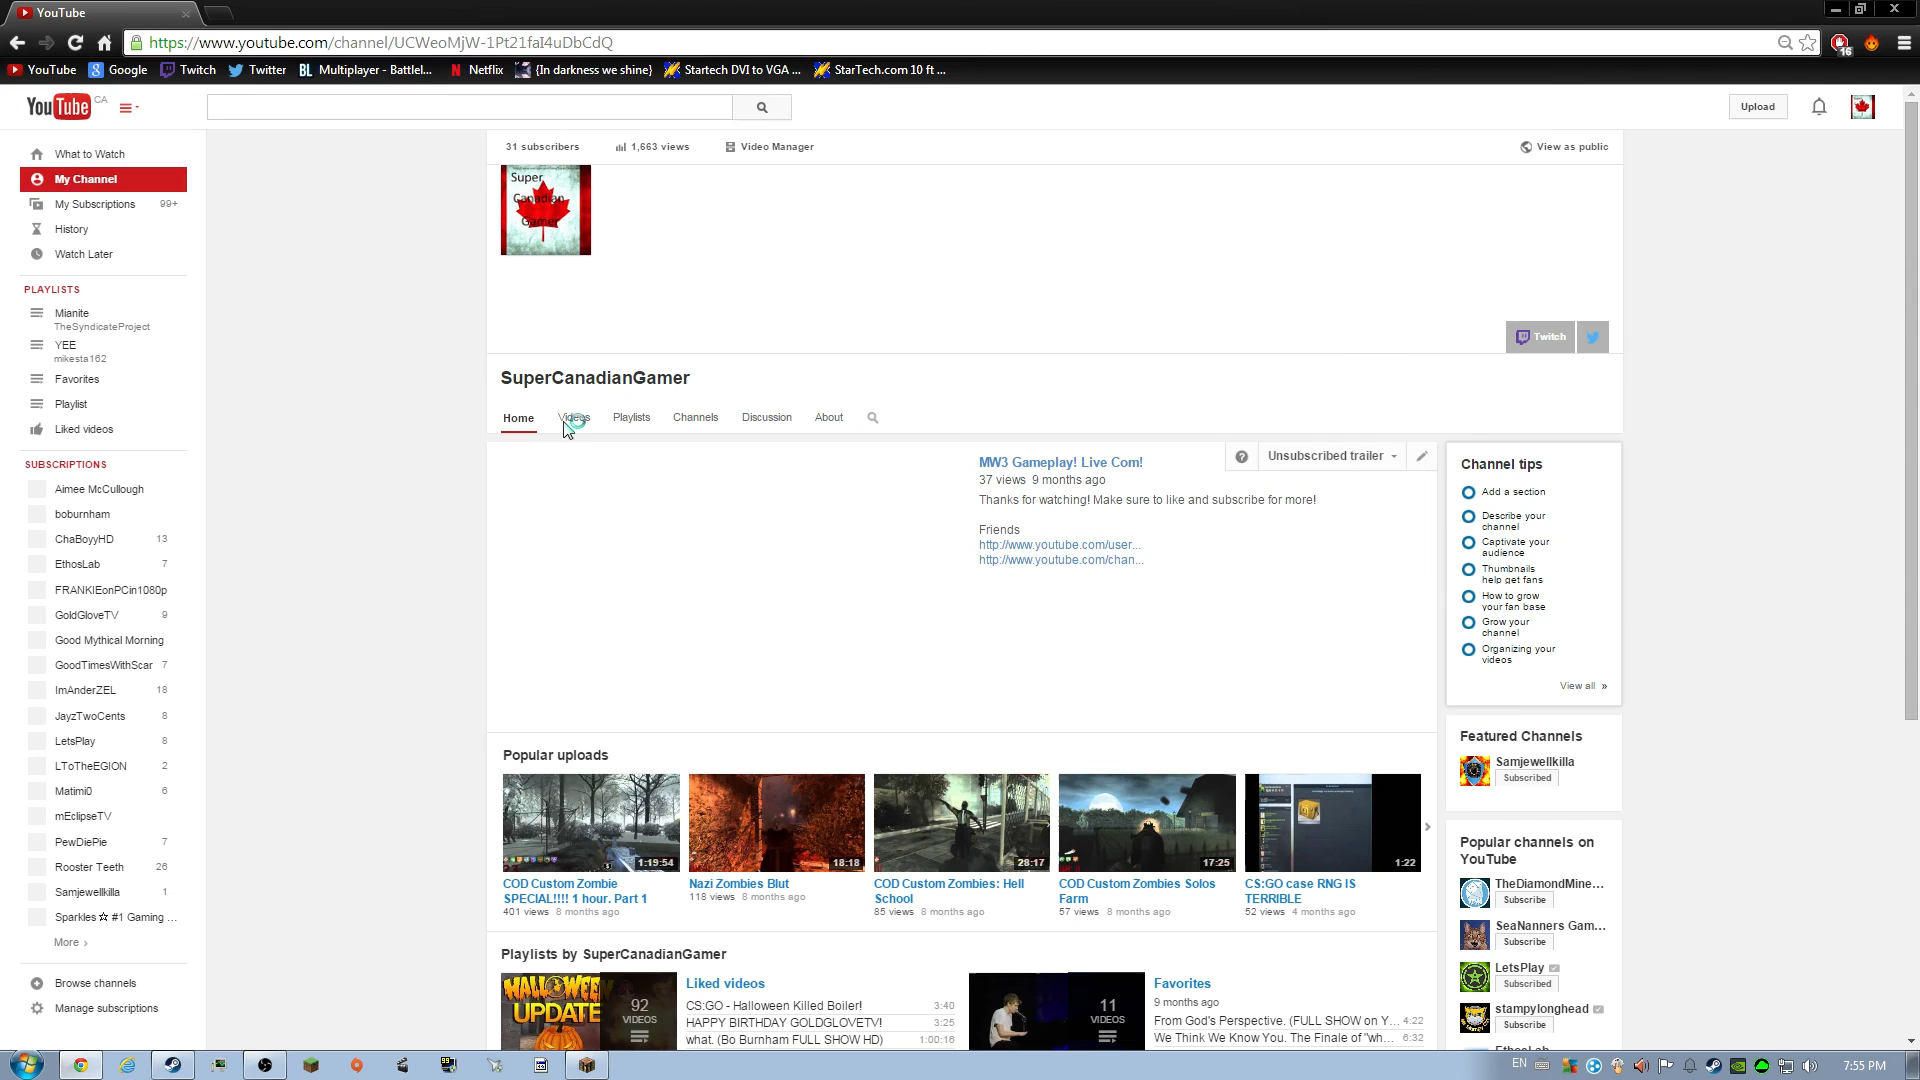 YouTube
https://www.youtube.com/channel/UCWeoMjW-1Pt21faI4uDbCdQ
16
YouTube Google Twitch Twitter Multiplayer - Battlel... Netflix {In darkness we shine} Startech DVI to VGA ... StarTech.com 10 ft ...
YouTube CA
Upload
What to Watch
My Channel
My Subscriptions 99+
History
Watch Later
PLAYLISTS
Mianite
TheSyndicateProject
YEE
mikesta162
Favorites
Playlist
Liked videos
SUBSCRIPTIONS
Aimee McCullough
boburnham
ChaBoyyHD 13
EthosLab 7
FRANKIEonPCin1080p
GoldGloveTV 9
Good Mythical Morning
GoodTimesWithScar 7
ImAnderZEL 18
JayzTwoCents 8
LetsPlay 8
LToTheEGION 2
Matimi0 6
mEclipseTV
PewDiePie 7
Rooster Teeth 26
Samjewellkilla 1
Sparkles ☆ #1 Gaming ...
More ›
Browse channels
Manage subscriptions
31 subscribers 1,663 views Video Manager View as public
Super
Canadian
Gamer
Twitch
SuperCanadianGamer
Home Videos Playlists Channels Discussion About
MW3 Gameplay! Live Com!
37 views 9 months ago
Thanks for watching! Make sure to like and subscribe for more!
Friends
http://www.youtube.com/user...
http://www.youtube.com/chan...
Unsubscribed trailer
Channel tips
Add a section
Describe your
channel
Captivate your
audience
Thumbnails
help get fans
How to grow
your fan base
Grow your
channel
Organizing your
videos
View all »
Featured Channels
Samjewellkilla
Subscribed
Popular channels on
YouTube
TheDiamondMine...
Subscribe
SeaNanners Gam...
Subscribe
LetsPlay
Subscribed
stampylonghead
Subscribe
EthosLab
Popular uploads
1:19:54 18:18 28:17 17:25 1:22
COD Custom Zombie
SPECIAL!!!! 1 hour. Part 1
401 views 8 months ago
Nazi Zombies Blut
118 views 8 months ago
COD Custom Zombies: Hell
School
85 views 8 months ago
COD Custom Zombies Solos
Farm
57 views 8 months ago
CS:GO case RNG IS
TERRIBLE
52 views 4 months ago
Playlists by SuperCanadianGamer
HALLOWEEN
UPDATE
92
VIDEOS
Liked videos
CS:GO - Halloween Killed Boiler! 3:40
HAPPY BIRTHDAY GOLDGLOVETV! 3:25
what. (Bo Burnham FULL SHOW HD) 1:00:16
11
VIDEOS
Favorites
9 months ago
From God's Perspective. (FULL SHOW on Y... 4:22
We Think We Know You. The Finale of "wh... 6:32
99
EN
7:55 PM